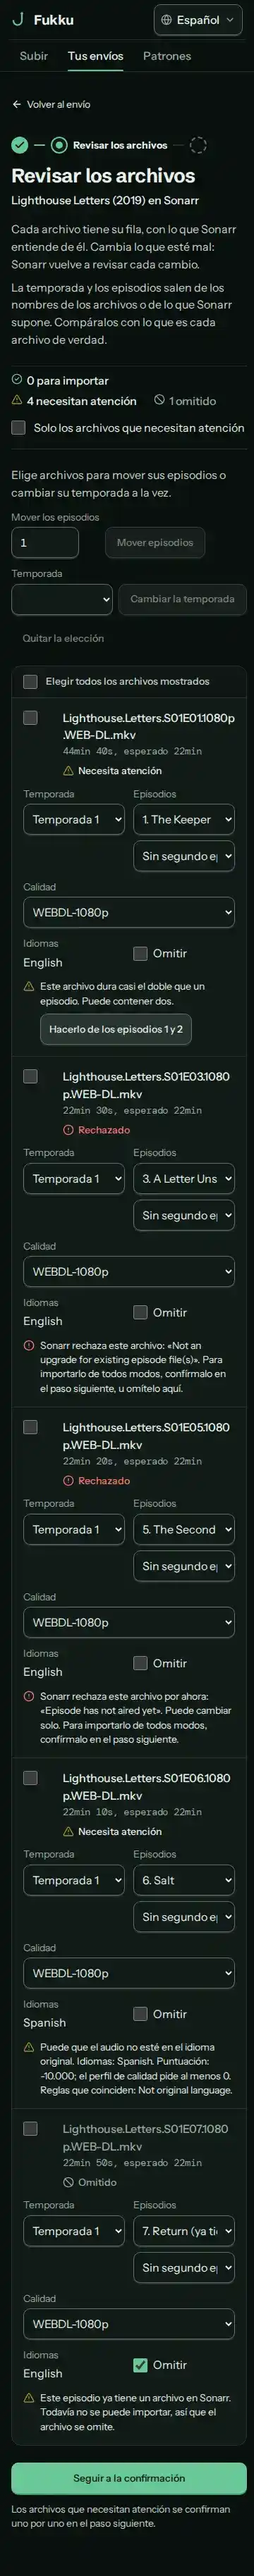 Fukku
Español
Subir
Tus envíos
Patrones
Volver al envío
Revisar los archivos
Revisar los archivos
Lighthouse Letters (2019) en Sonarr
Cada archivo tiene su fila, con lo que Sonarr
entiende de él. Cambia lo que esté mal:
Sonarr vuelve a revisar cada cambio.
La temporada y los episodios salen de los
nombres de los archivos o de lo que Sonarr
supone. Compáralos con lo que es cada
archivo de verdad.
0 para importar
4 necesitan atención
1 omitido
Solo los archivos que necesitan atención
Elige archivos para mover sus episodios o
cambiar su temporada a la vez.
Mover los episodios
1
Mover episodios
Temporada
Cambiar la temporada
Quitar la elección
Elegir todos los archivos mostrados
Lighthouse.Letters.S01E01.1080p
.WEB-DL.mkv
44min 40s, esperado 22min
Necesita atención
Temporada
Episodios
Temporada 1
1. The Keeper
Sin segundo ep
Calidad
WEBDL-1080p
Idiomas
English
Omitir
Este archivo dura casi el doble que un
episodio. Puede contener dos.
Hacerlo de los episodios 1 y 2
Lighthouse.Letters.S01E03.1080
p.WEB-DL.mkv
22min 30s, esperado 22min
Rechazado
Temporada
Episodios
Temporada 1
3. A Letter Uns
Sin segundo ep
Calidad
WEBDL-1080p
Idiomas
English
Omitir
Sonarr rechaza este archivo: «Not an
upgrade for existing episode file(s)». Para
importarlo de todos modos, confírmalo en
el paso siguiente, u omítelo aquí.
Lighthouse.Letters.S01E05.1080
p.WEB-DL.mkv
22min 20s, esperado 22min
Rechazado
Temporada
Episodios
Temporada 1
5. The Second
Sin segundo ep
Calidad
WEBDL-1080p
Idiomas
English
Omitir
Sonarr rechaza este archivo por ahora:
«Episode has not aired yet». Puede cambiar
solo. Para importarlo de todos modos,
confírmalo en el paso siguiente.
Lighthouse.Letters.S01E06.1080
p.WEB-DL.mkv
22min 10s, esperado 22min
Necesita atención
Temporada
Episodios
Temporada 1
6. Salt
Sin segundo ep
Calidad
WEBDL-1080p
Idiomas
Spanish
Omitir
Puede que el audio no esté en el idioma
original. Idiomas: Spanish. Puntuación:
-10.000; el perfil de calidad pide al menos 0.
Reglas que coinciden: Not original language.
Lighthouse.Letters.S01E07.1080
p.WEB-DL.mkv
22min 50s, esperado 22min
Omitido
Temporada
Episodios
Temporada 1
7. Return (ya tie
Sin segundo ep
Calidad
WEBDL-1080p
Idiomas
English
Omitir
Este episodio ya tiene un archivo en Sonarr.
Todavía no se puede importar, así que el
archivo se omite.
Seguir a la confirmación
Los archivos que necesitan atención se confirman
uno por uno en el paso siguiente.